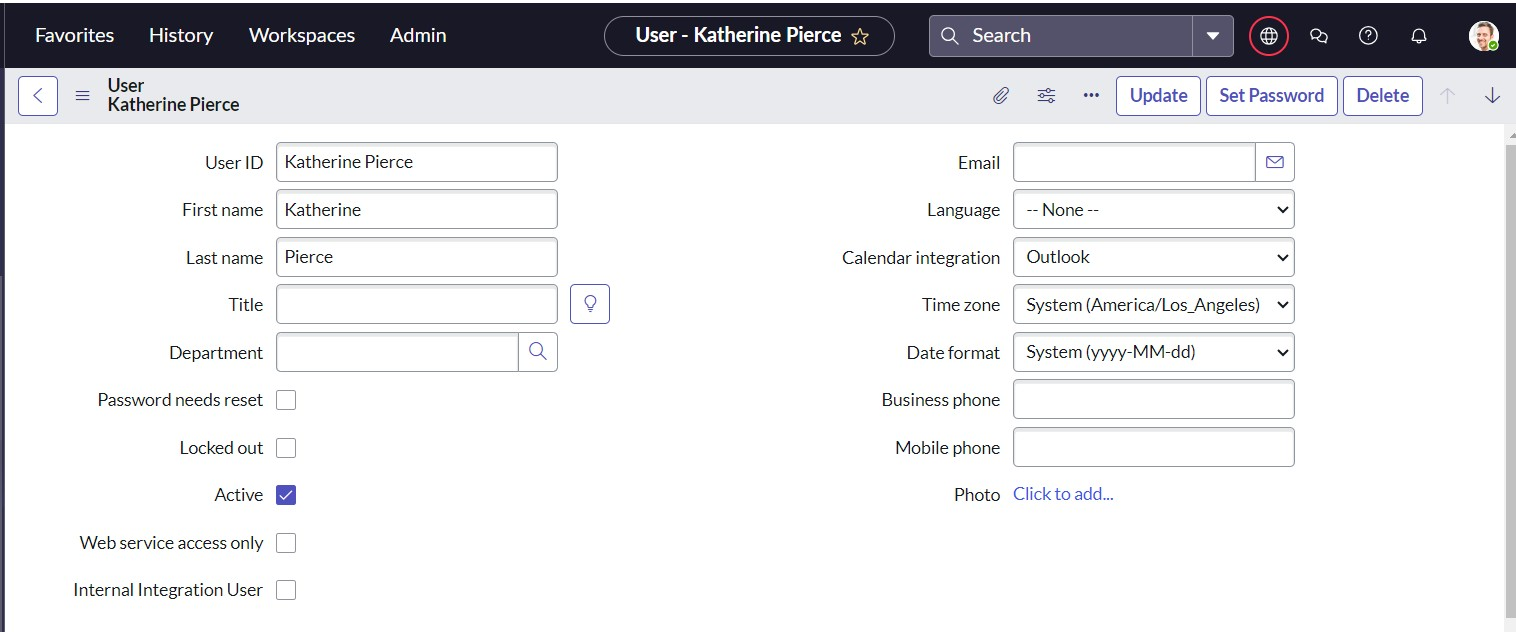 Favorites History Workspaces Admin User - Katherine Pierce Search
User
Katherine Pierce
Update Set Password Delete
User ID Katherine Pierce
Email
First name Katherine
Language -- None --
Last name Pierce
Calendar integration Outlook
Title
Time zone System (America/Los_Angeles)
Department
Date format System (yyyy-MM-dd)
Password needs reset
Business phone
Locked out
Mobile phone
Active
Photo Click to add...
Web service access only
Internal Integration User